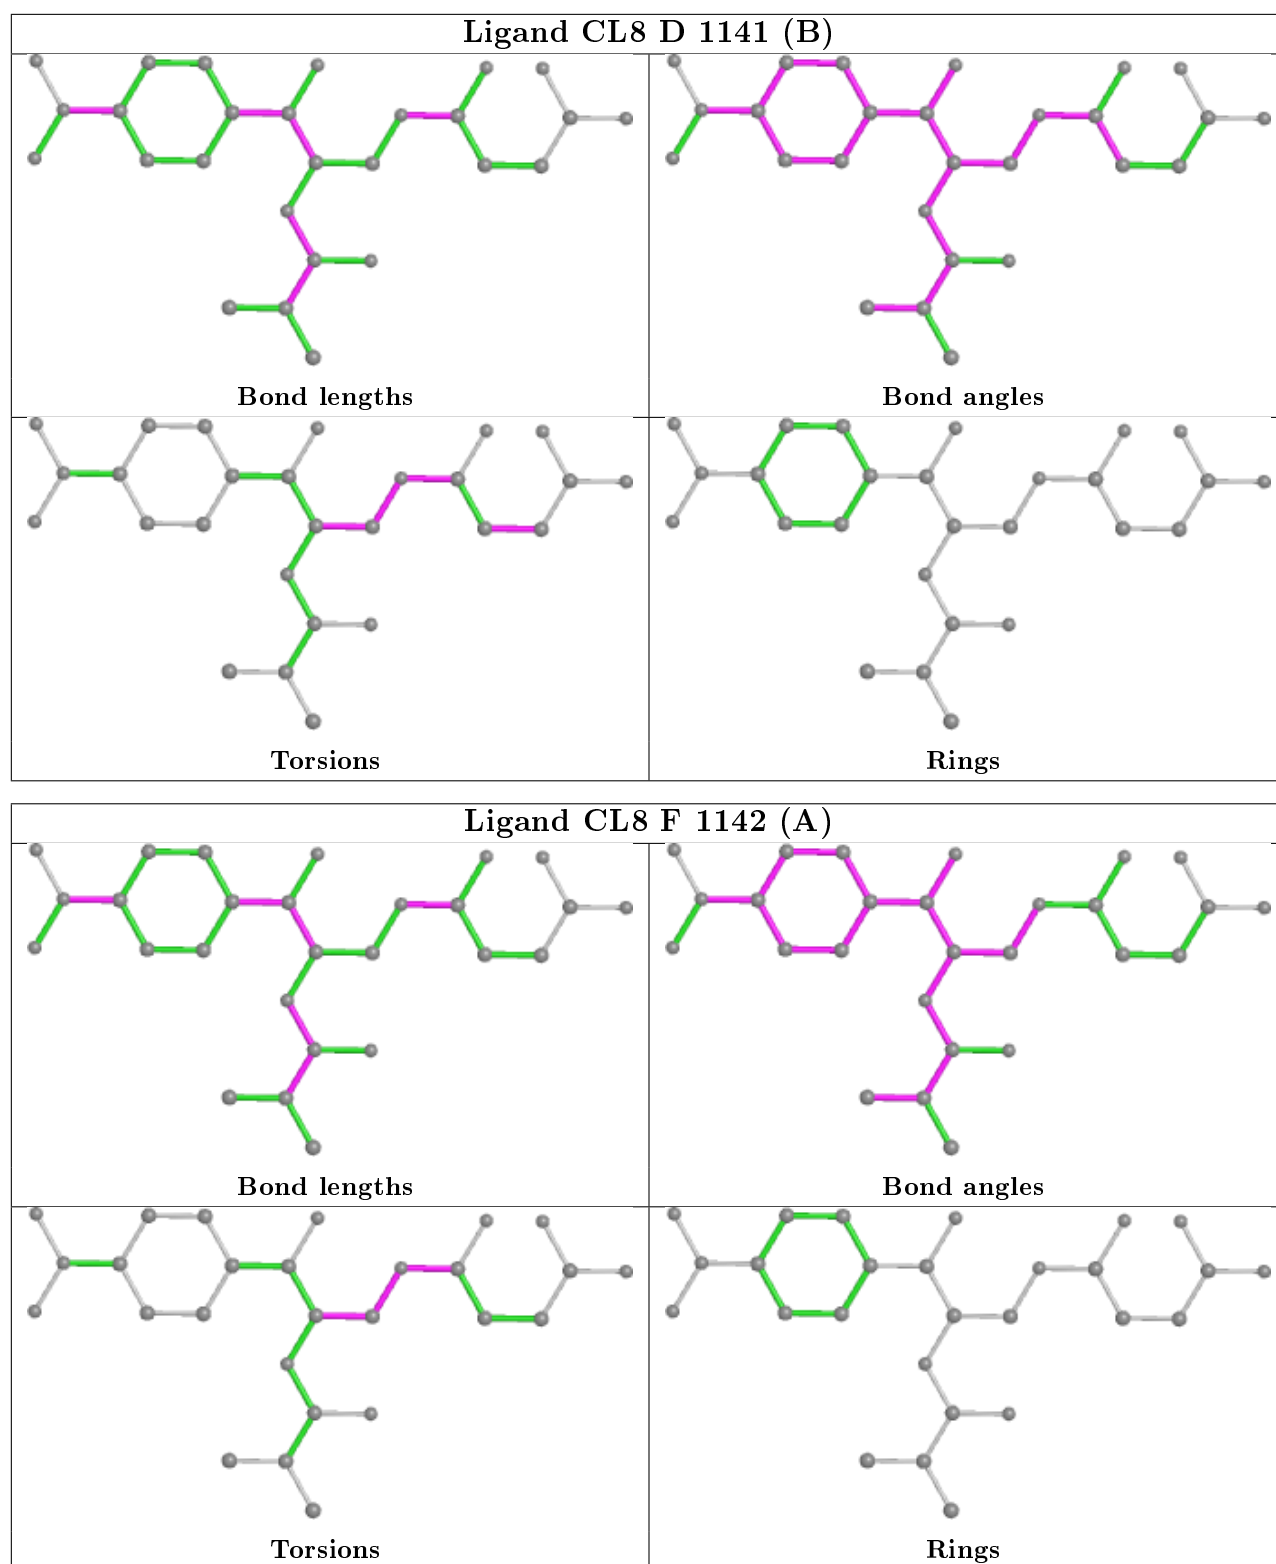 Ligand CL8 D 1141 (B)
Bond lengths
Bond angles
Torsions
Rings
Ligand CL8 F 1142 (A)
Bond lengths
Bond angles
Torsions
Rings